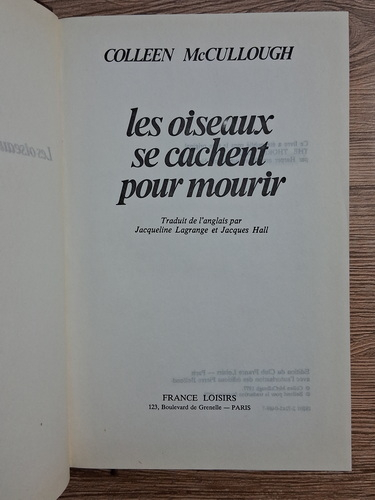 COLLEEN McCULLOUGH
les oiseaux
se cachent
pour mourir
Traduit de l'anglais par
Jacqueline Lagrange et Jacques Hall
FRANCE LOISIRS
123, Boulevard de Grenelle — PARIS